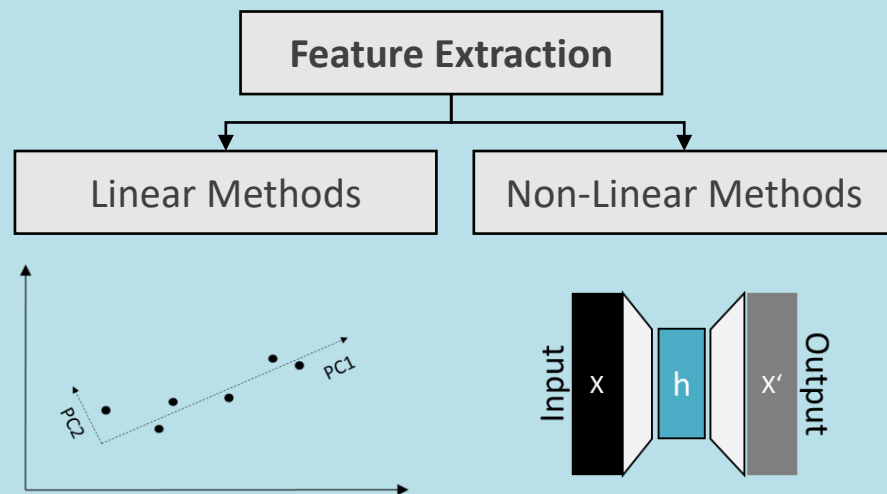 Feature Extraction
Linear Methods
Non-Linear Methods
PC1
PC2
Input
x
h
x‘
Output